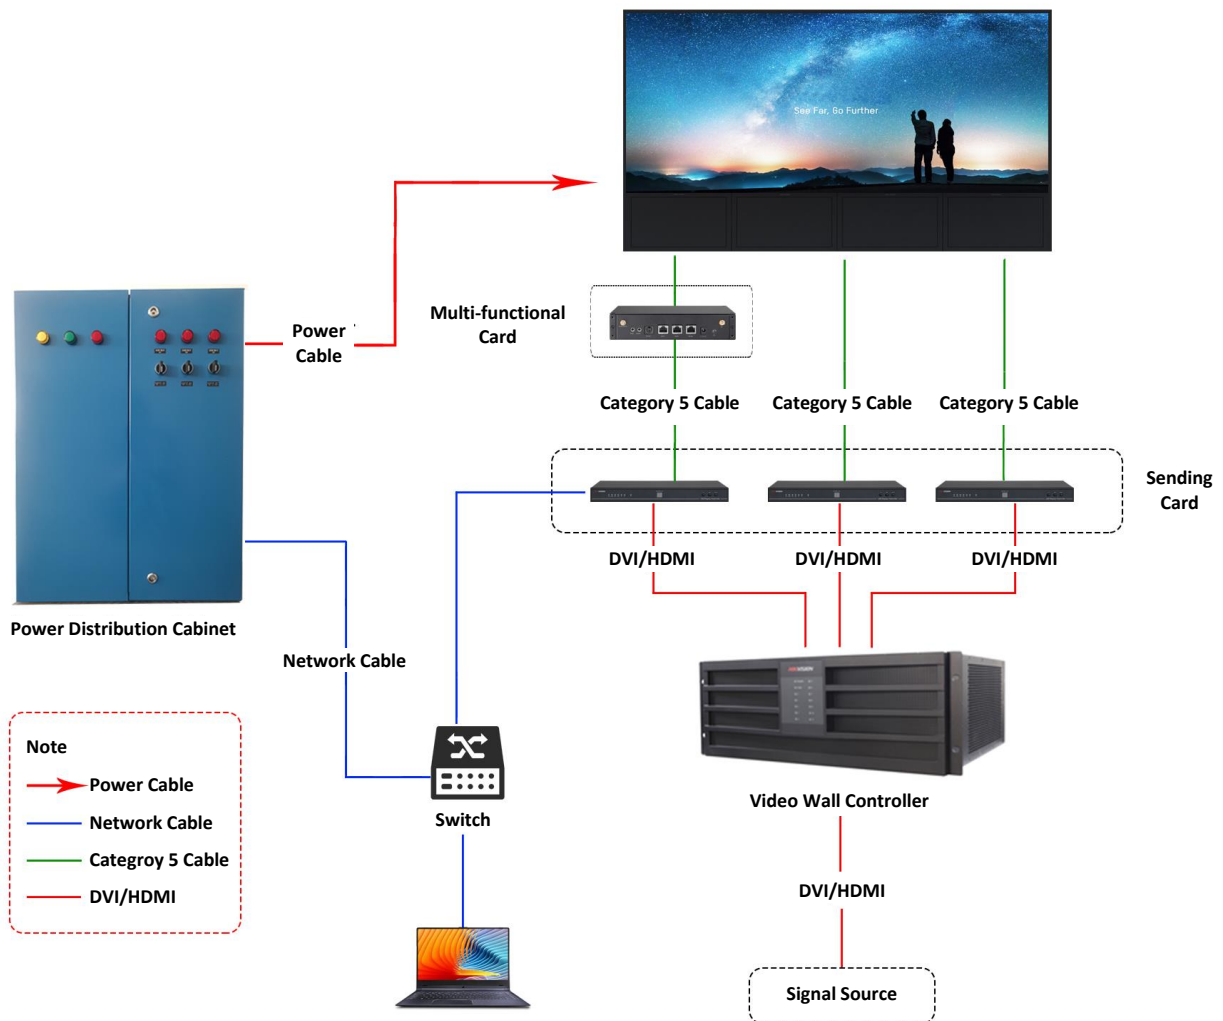 See Far, Go Further
Multi-functional
Card
Power
Cable
Category 5 Cable
Category 5 Cable
Category 5 Cable
Sending
Card
DVI/HDMI
DVI/HDMI
DVI/HDMI
Power Distribution Cabinet
Network Cable
HIKVISION
Note
Power Cable
Network Cable
Categroy 5 Cable
DVI/HDMI
Switch
Video Wall Controller
DVI/HDMI
Signal Source